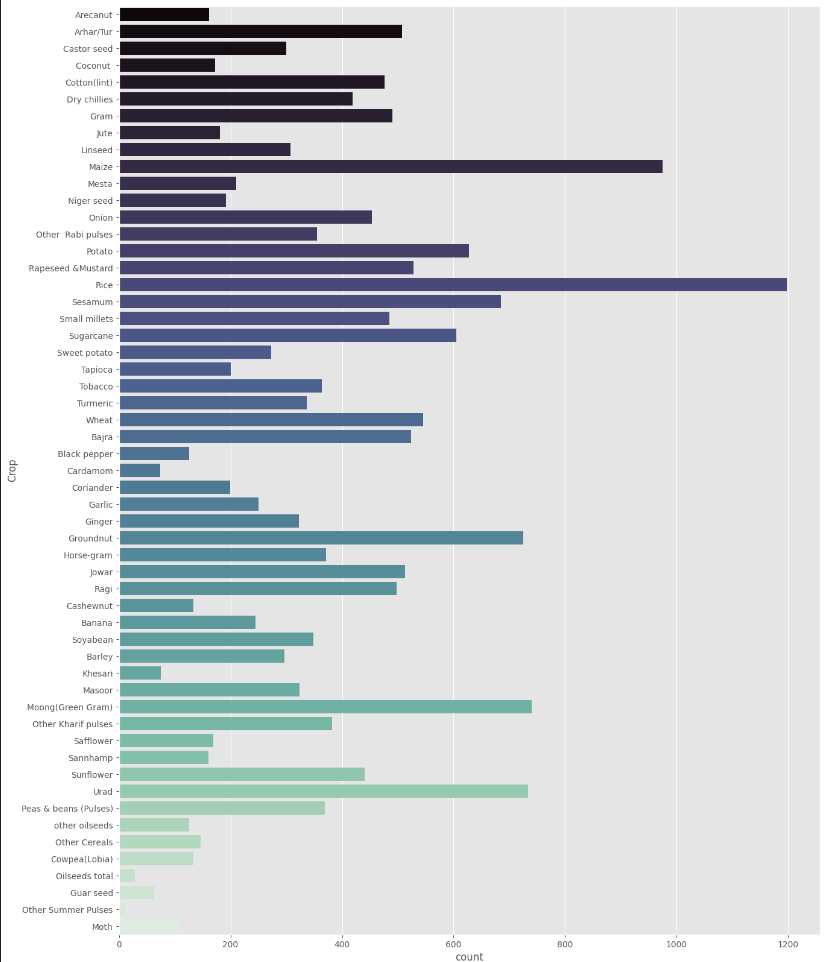 Arecanut
Arhar/Tur
Castor seed
Coconut
Cotton(lint)
Dry chillies
Gram
Jute
Linseed
Maize
Mesta
Niger seed
Onion
Other  Rabi pulses
Potato
Rapeseed &Mustard
Rice
Sesamum
Small millets
Sugarcane
Sweet potato
Tapioca
Tobacco
Turmeric
Wheat
Bajra
Black pepper
Cardamom
Coriander
Garlic
Ginger
Groundnut
Horse-gram
Jowar
Ragi
Cashewnut
Banana
Soyabean
Barley
Khesari
Masoor
Moong(Green Gram)
Other Kharif pulses
Safflower
Sannhamp
Sunflower
Urad
Peas & beans (Pulses)
other oilseeds
Other Cereals
Cowpea(Lobia)
Oilseeds total
Guar seed
Other Summer Pulses
Moth
Crop
0 200 400 600 800 1000 1200
count